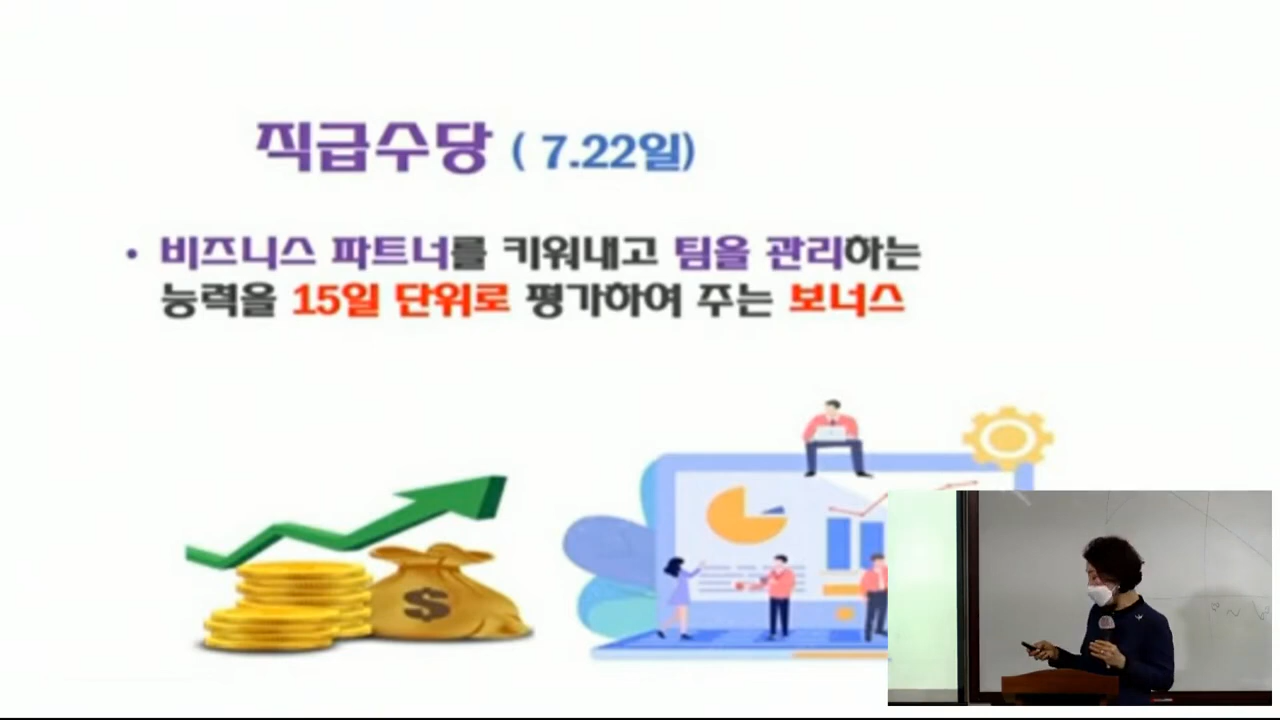 직급수당 ( 7.22일)
• 비즈니스 파트너를 키워내고 팀을 관리하는
능력을 15일 단위로 평가하여 주는 보너스
$